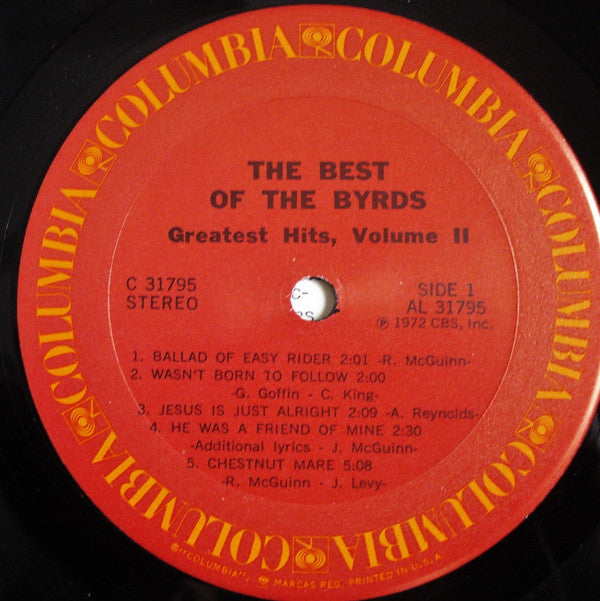 COLUMBIA COLUMBIA COLUMBIA COLUMBIA COLUMBIA COLUMBIA
THE BEST
OF THE BYRDS
Greatest Hits, Volume II
C 31795
STEREO
SIDE 1
AL 31795
℗ 1972 CBS, Inc.
1. BALLAD OF EASY RIDER 2:01 -R. McGuinn-
2. WASN'T BORN TO FOLLOW 2:00
-G. Goffin - C. King-
3. JESUS IS JUST ALRIGHT 2:09 -A. Reynolds-
4. HE WAS A FRIEND OF MINE 2:30
-Additional lyrics - J. McGuinn-
5. CHESTNUT MARE 5:08
-R. McGuinn - J. Levy-
®"COLUMBIA", MARCAS REG. PRINTED IN U.S.A.